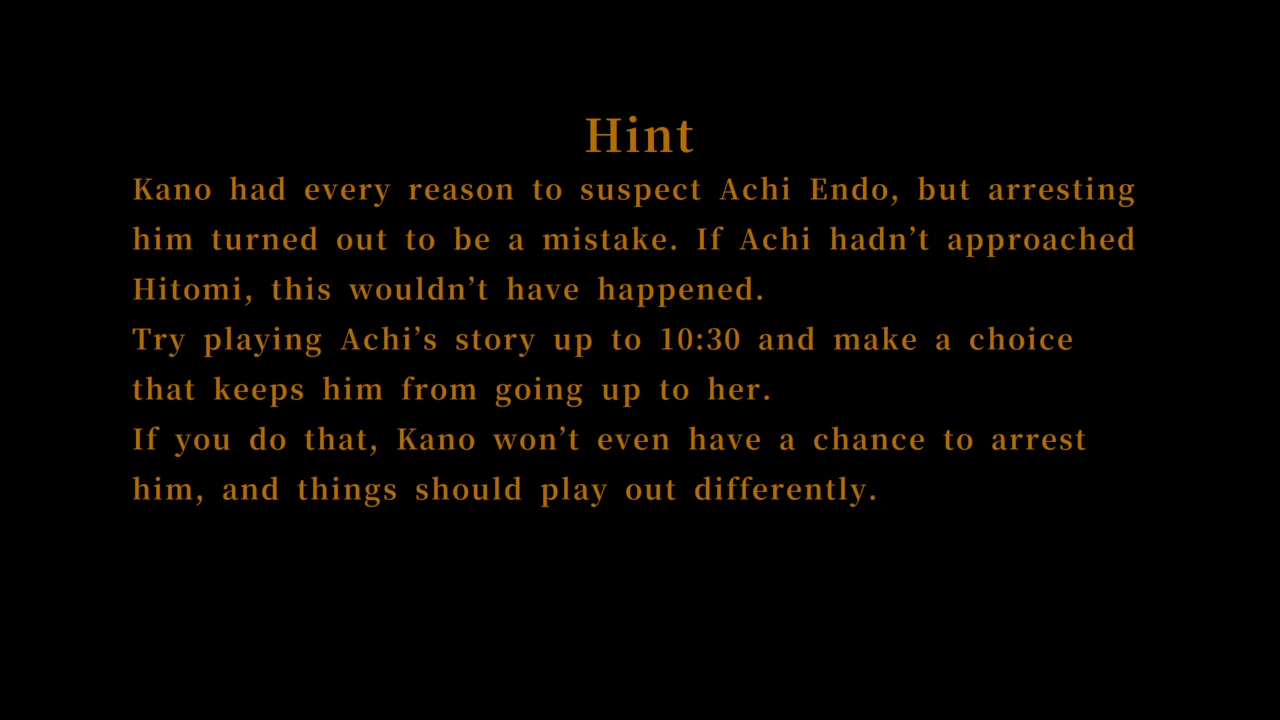 Hint
Kano had every reason to suspect Achi Endo, but arresting
him turned out to be a mistake. If Achi hadn’t approached
Hitomi, this wouldn’t have happened.
Try playing Achi’s story up to 10:30 and make a choice
that keeps him from going up to her.
If you do that, Kano won’t even have a chance to arrest
him, and things should play out differently.